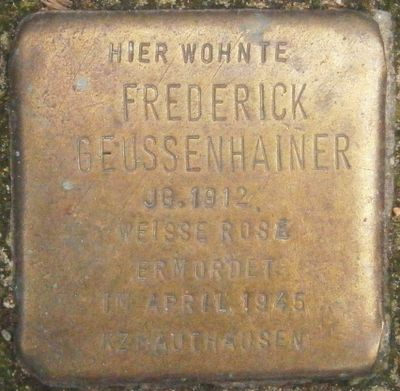 HIER WOHNTE
FREDERICK
GEUSSENHAINER
JG. 1912
WEISSE ROSE
ERMORDET
IM APRIL 1945
KZ MAUTHAUSEN